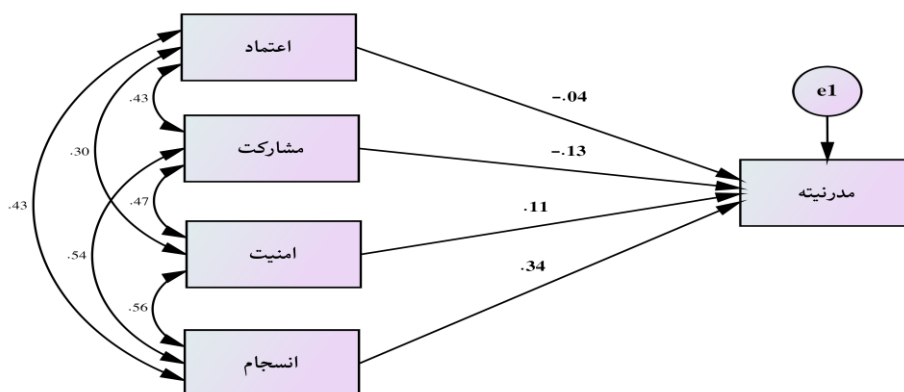 اعتماد
.43
-.04
e1
مشارکت
-.13
.30
.47
.43
مدرنیته
امنیت
.11
.54
.34
.56
انسجام